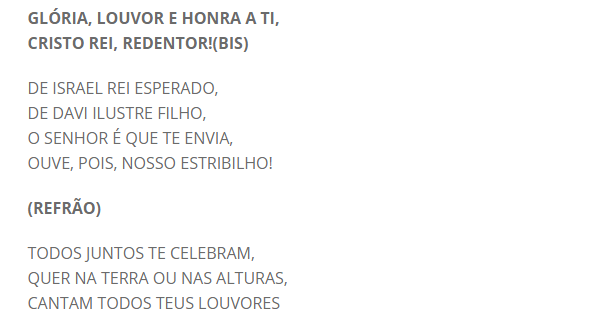 GLÓRIA, LOUVOR E HONRA A TI,
CRISTO REI, REDENTOR!(BIS)
DE ISRAEL REI ESPERADO,
DE DAVI ILUSTRE FILHO,
O SENHOR É QUE TE ENVIA,
OUVE, POIS, NOSSO ESTRIBILHO!
(REFRÃO)
TODOS JUNTOS TE CELEBRAM,
QUER NA TERRA OU NAS ALTURAS,
CANTAM TODOS TEUS LOUVORES